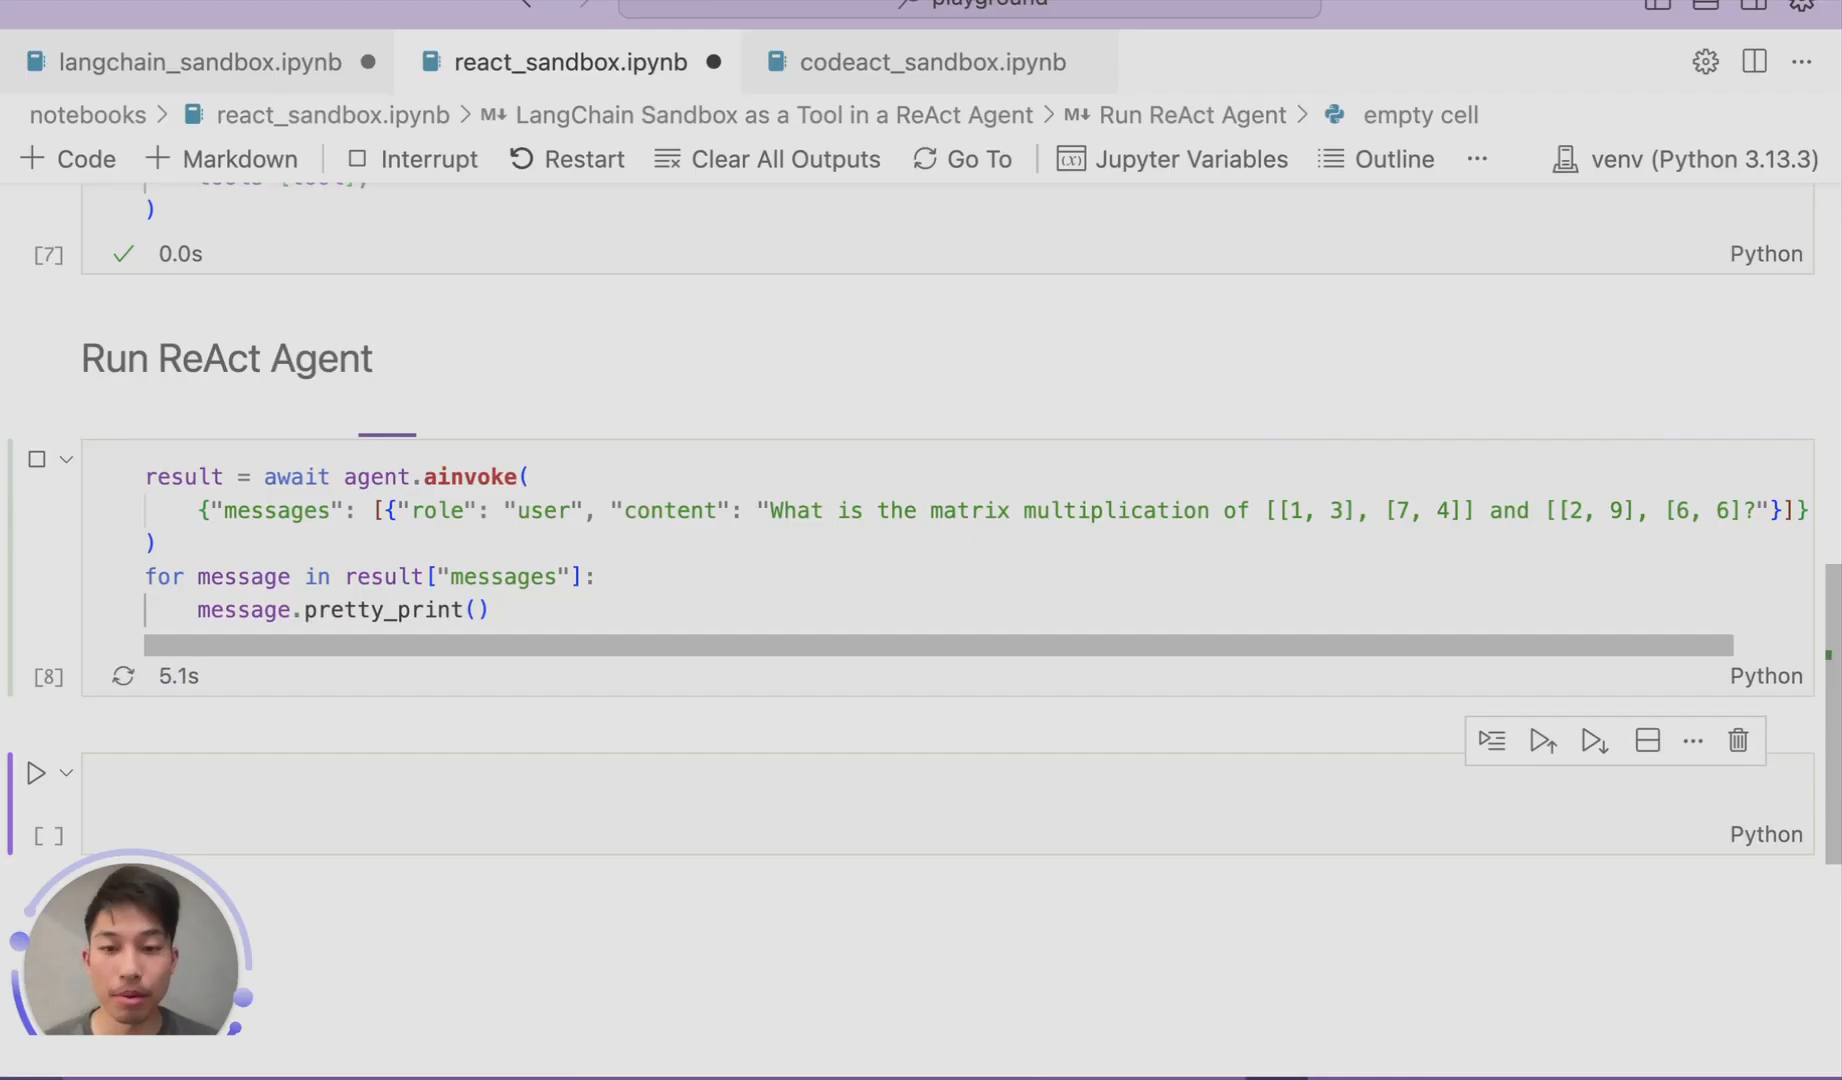 playground
langchain_sandbox.ipynb
react_sandbox.ipynb
codeact_sandbox.ipynb
notebooks > react_sandbox.ipynb > M↓ LangChain Sandbox as a Tool in a ReAct Agent > M↓ Run ReAct Agent > empty cell
+ Code + Markdown Interrupt Restart Clear All Outputs Go To Jupyter Variables Outline ... venv (Python 3.13.3)
tools=[tool],
)
[7] 0.0s Python
Run ReAct Agent
result = await agent.ainvoke(
{"messages": [{"role": "user", "content": "What is the matrix multiplication of [[1, 3], [7, 4]] and [[2, 9], [6, 6]?"}]}
)
for message in result["messages"]:
message.pretty_print()
[8] 5.1s Python
[ ] Python